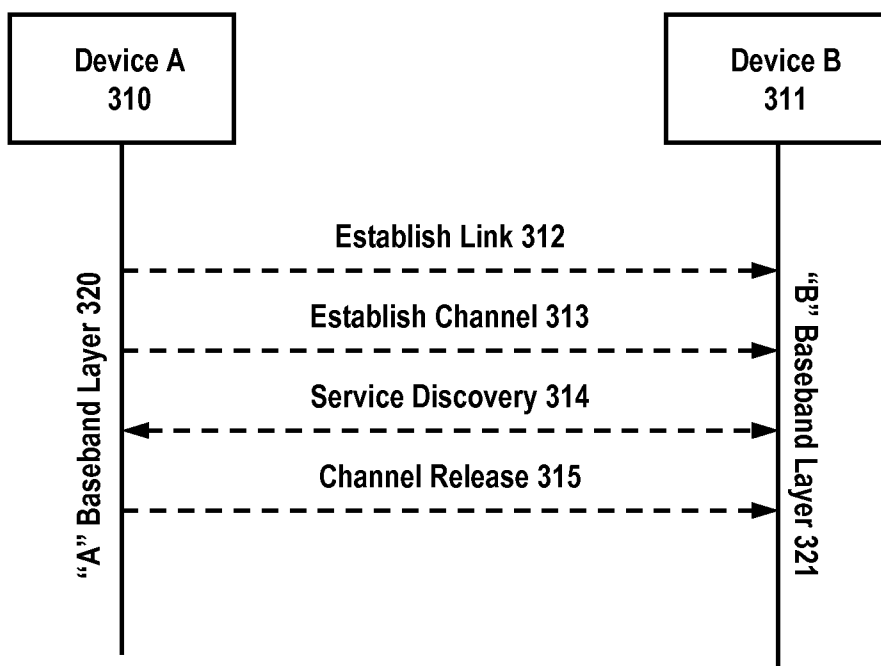 Device A
310
Device B
311
Establish Link 312
Establish Channel 313
Service Discovery 314
Channel Release 315
“A” Baseband Layer 320
“B” Baseband Layer 321